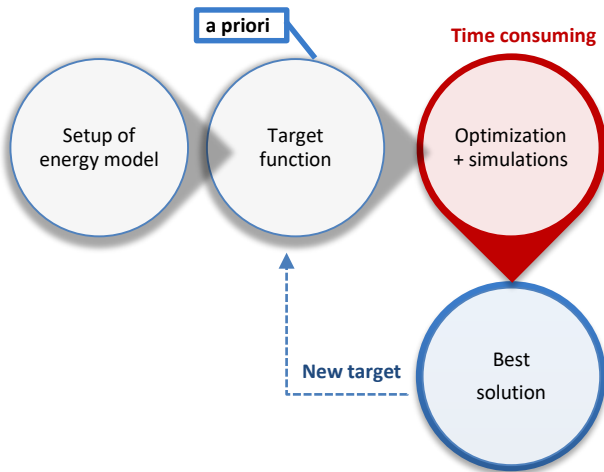 a priori
Time consuming
Setup of
energy model
Target
function
Optimization
+ simulations
New target
Best
solution